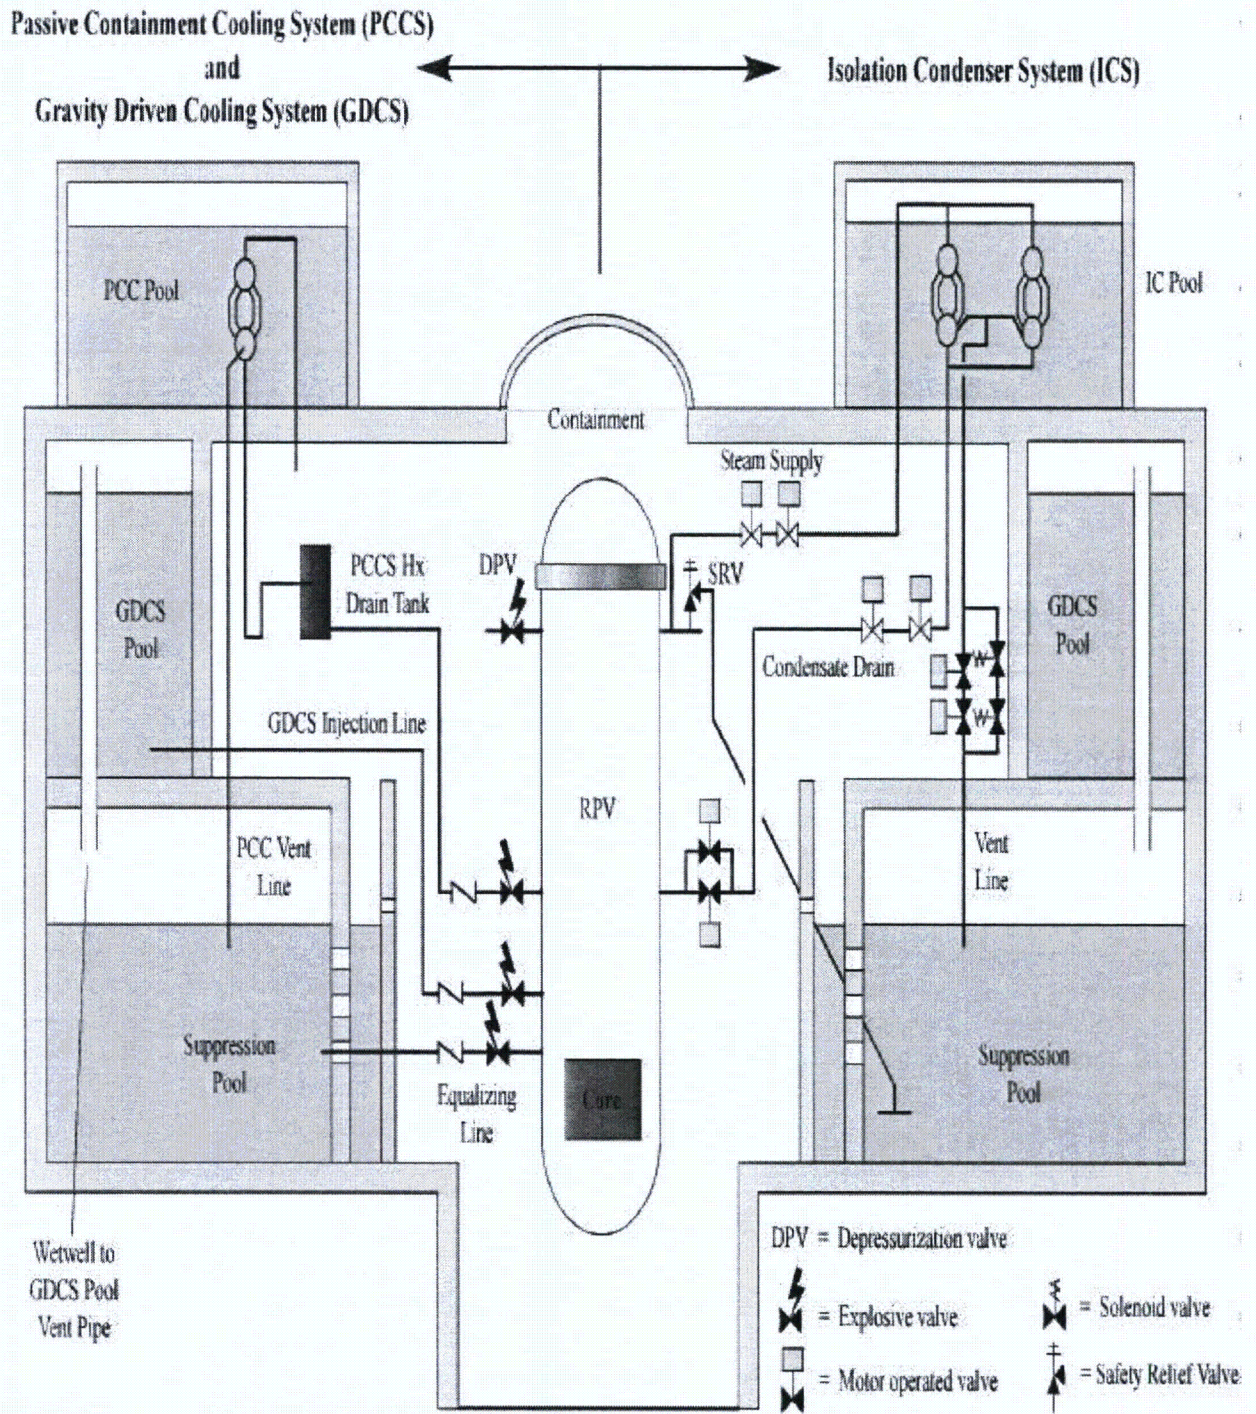 Passive Containment Cooling System (PCCS)
and
Gravity Driven Cooling System (GDCS)
Isolation Condenser System (ICS)
PCC Pool
IC Pool
Containment
Steam Supply
PCCS Hx
Drain Tank
DPV
SRV
GDCS
Pool
GDCS
Pool
Condensate Drain
GDCS Injection Line
RPV
PCC Vent
Line
Vent
Line
Suppression
Pool
Suppression
Pool
Equalizing
Line
Core
Wetwell to
GDCS Pool
Vent Pipe
DPV = Depressurization valve
= Explosive valve
= Solenoid valve
= Motor operated valve
= Safety Relief Valve